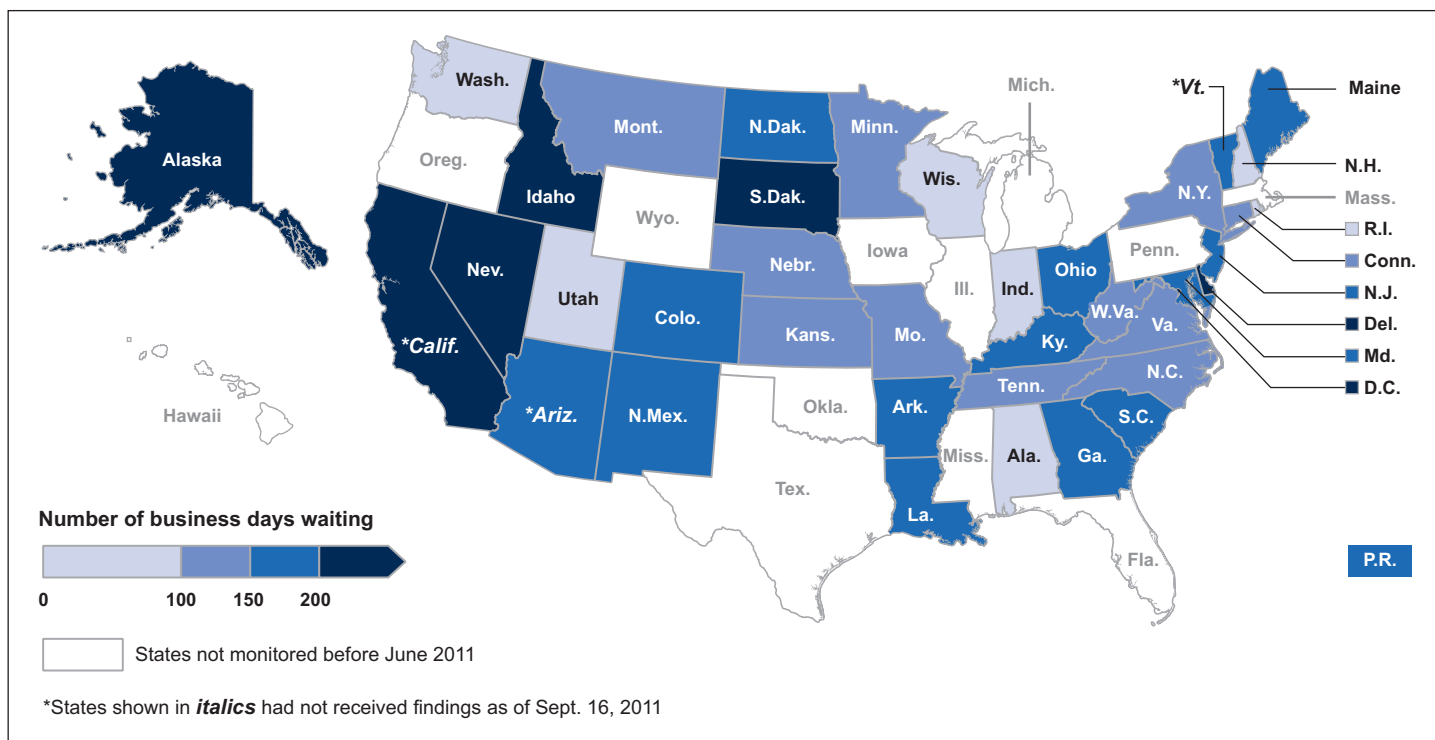 Mich.
Wash.
*Vt.
Maine
Mont.
N.Dak.
Minn.
Alaska
Oreg.
N.H.
Idaho
S.Dak.
Wis.
N.Y.
Mass.
Wyo.
R.I.
Iowa
Penn.
Conn.
Nev.
Nebr.
Ohio
N.J.
Utah
Ill.
Ind.
Colo.
W.Va.
Va.
Del.
*Calif.
Kans.
Mo.
Ky.
Md.
N.C.
Tenn.
D.C.
Hawaii
*Ariz.
N.Mex.
Okla.
Ark.
S.C.
Miss.
Ala.
Ga.
Tex.
La.
Fla.
P.R.
Number of business days waiting
0 100 150 200
States not monitored before June 2011
*States shown in italics had not received findings as of Sept. 16, 2011